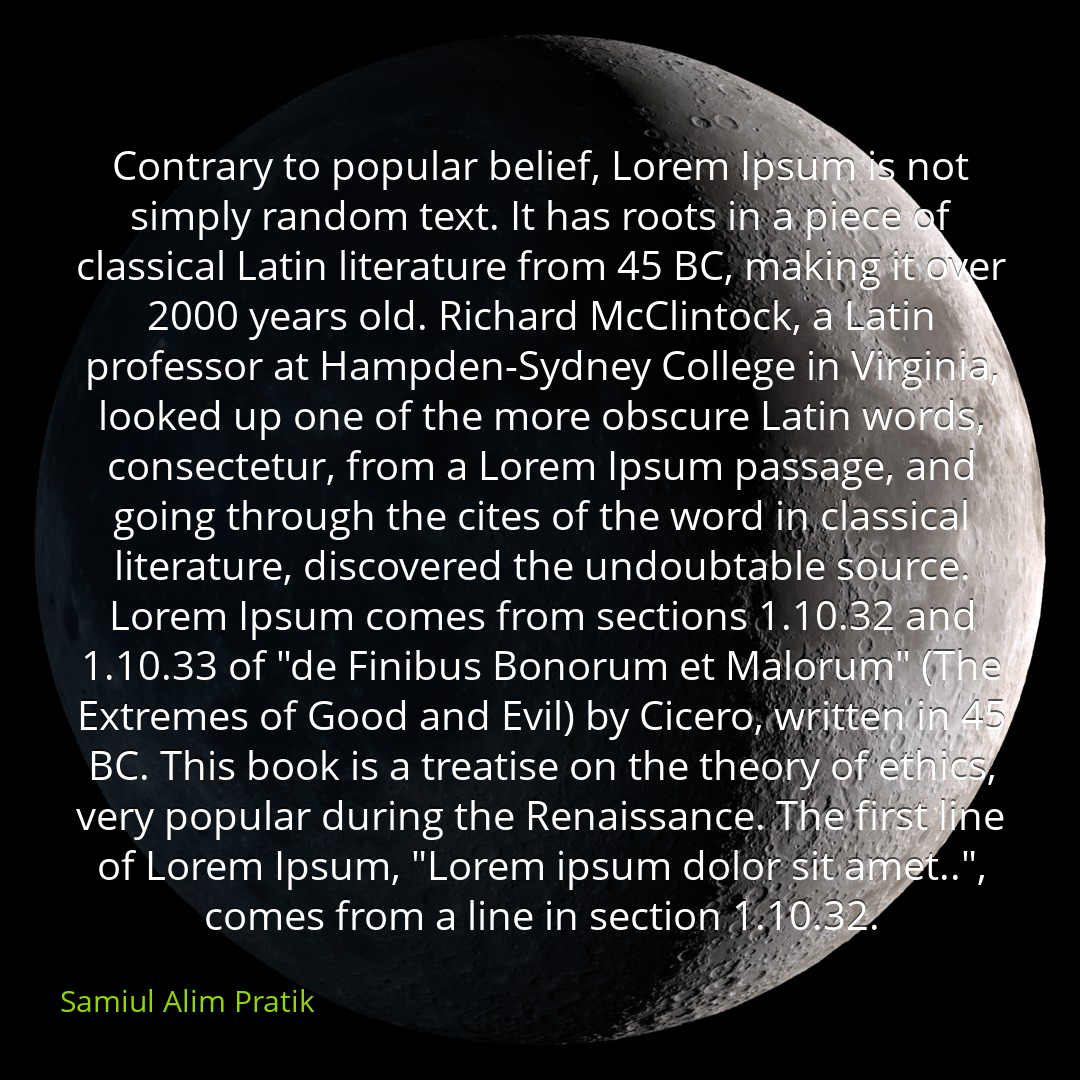 Contrary to popular belief, Lorem Ipsum is not
simply random text. It has roots in a piece of
classical Latin literature from 45 BC, making it over
2000 years old. Richard McClintock, a Latin
professor at Hampden-Sydney College in Virginia,
looked up one of the more obscure Latin words,
consectetur, from a Lorem Ipsum passage, and
going through the cites of the word in classical
literature, discovered the undoubtable source.
Lorem Ipsum comes from sections 1.10.32 and
1.10.33 of "de Finibus Bonorum et Malorum" (The
Extremes of Good and Evil) by Cicero, written in 45
BC. This book is a treatise on the theory of ethics,
very popular during the Renaissance. The first line
of Lorem Ipsum, "Lorem ipsum dolor sit amet..",
comes from a line in section 1.10.32.
Samiul Alim Pratik